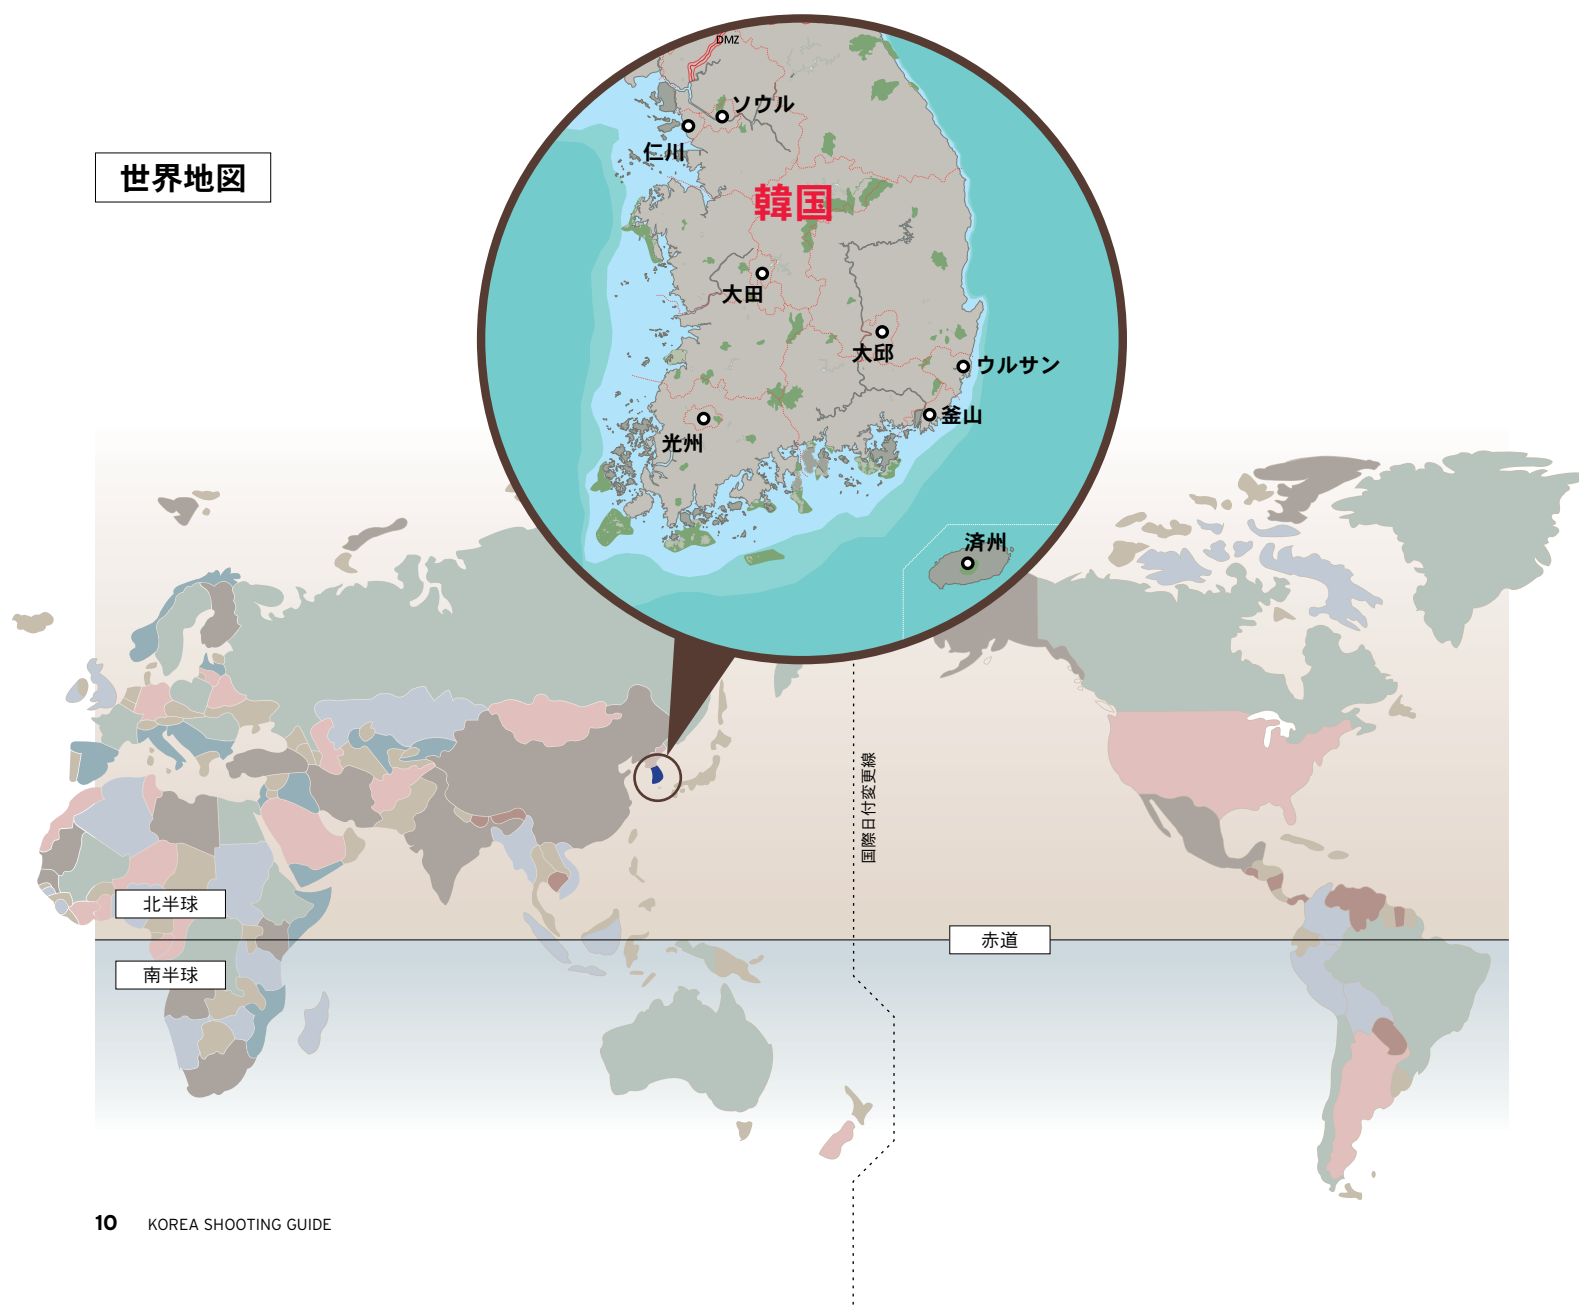 世界地図
DMZ
ソウル
仁川
韓国
大田
大邱
ウルサン
釜山
光州
済州
国際日付変更線
北半球
赤道
南半球
10 KOREA SHOOTING GUIDE